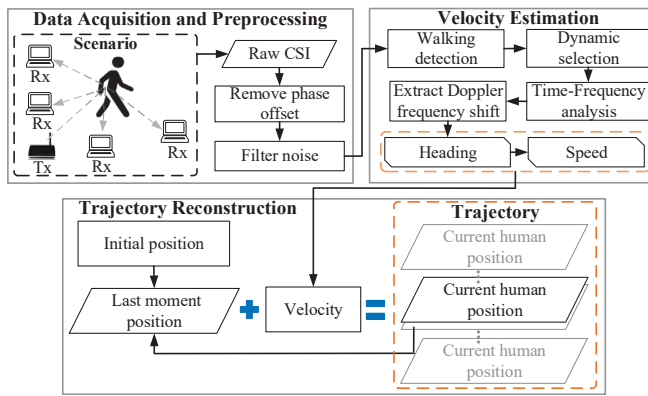 Data Acquisition and Preprocessing
Scenario
Rx
Rx
Tx
Rx
Rx
Raw CSI
Remove phase
offset
Filter noise
Velocity Estimation
Walking
detection
Dynamic
selection
Extract Doppler
frequency shift
Time-Frequency
analysis
Heading
Speed
Trajectory Reconstruction
Initial position
Last moment
position
+
Velocity
=
Trajectory
Current human
position
Current human
position
Current human
position